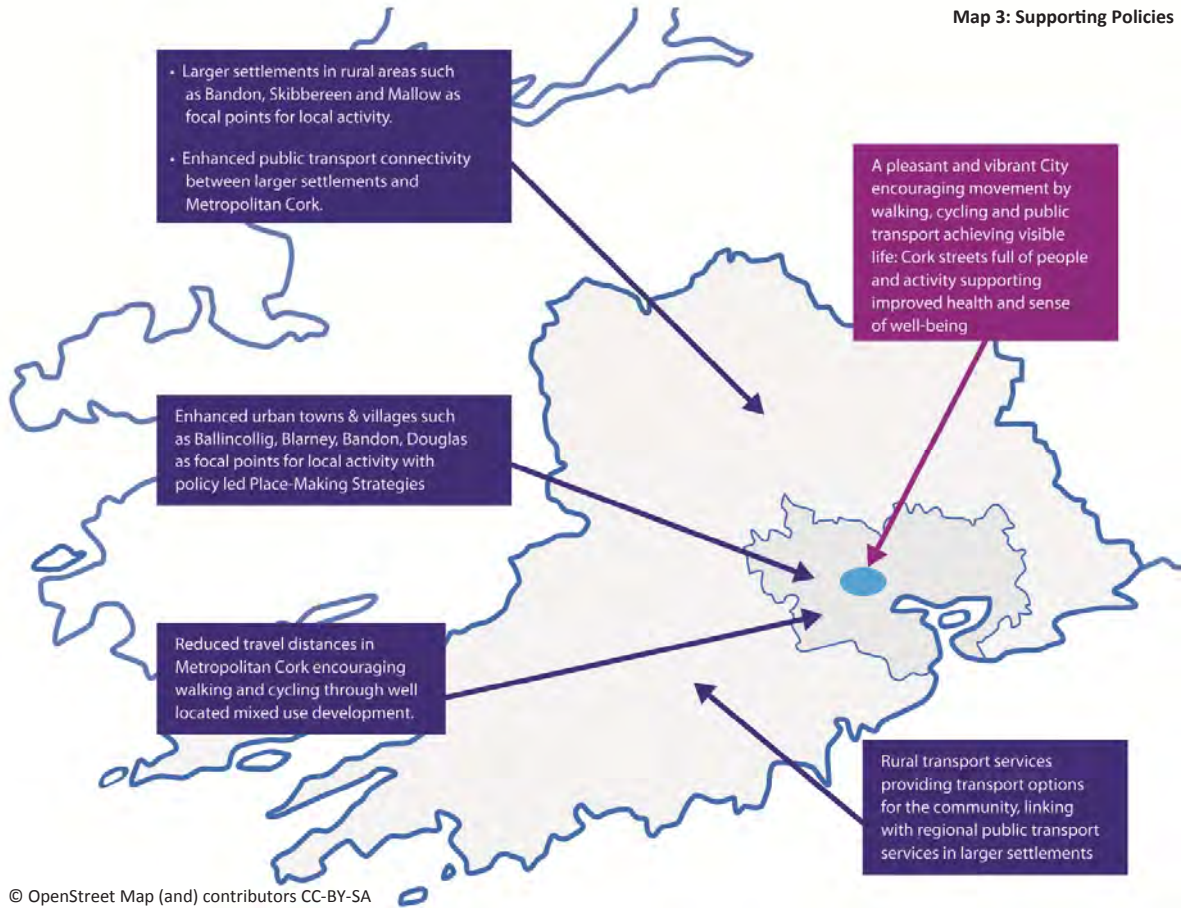 Map 3: Supporting Policies
• Larger settlements in rural areas such
as Bandon, Skibbereen and Mallow as
focal points for local activity.
• Enhanced public transport connectivity
between larger settlements and
Metropolitan Cork.
A pleasant and vibrant City
encouraging movement by
walking, cycling and public
transport achieving visible
life: Cork streets full of people
and activity supporting
improved health and sense
of well-being
Enhanced urban towns & villages such
as Ballincollig, Blarney, Bandon, Douglas
as focal points for local activity with
policy led Place-Making Strategies
Reduced travel distances in
Metropolitan Cork encouraging
walking and cycling through well
located mixed use development.
Rural transport services
providing transport options
for the community, linking
with regional public transport
services in larger settlements
© OpenStreet Map (and) contributors CC-BY-SA